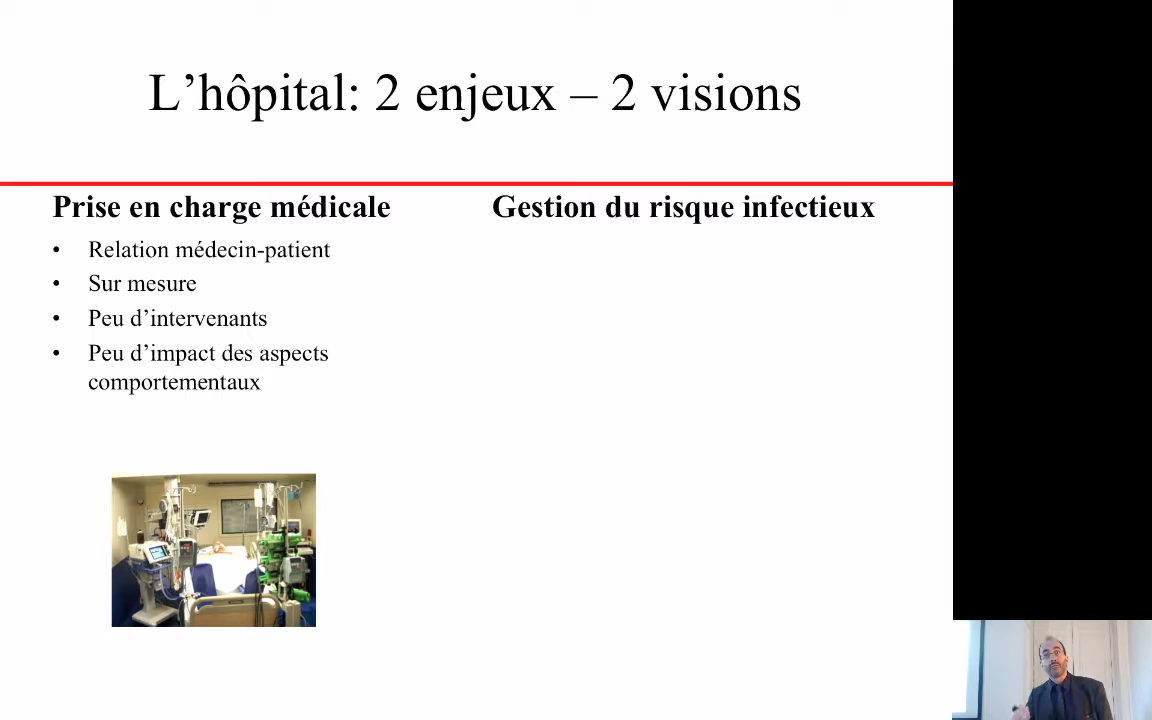 L’hôpital: 2 enjeux – 2 visions
Prise en charge médicale
• Relation médecin-patient
• Sur mesure
• Peu d’intervenants
• Peu d’impact des aspects
comportementaux
Gestion du risque infectieux